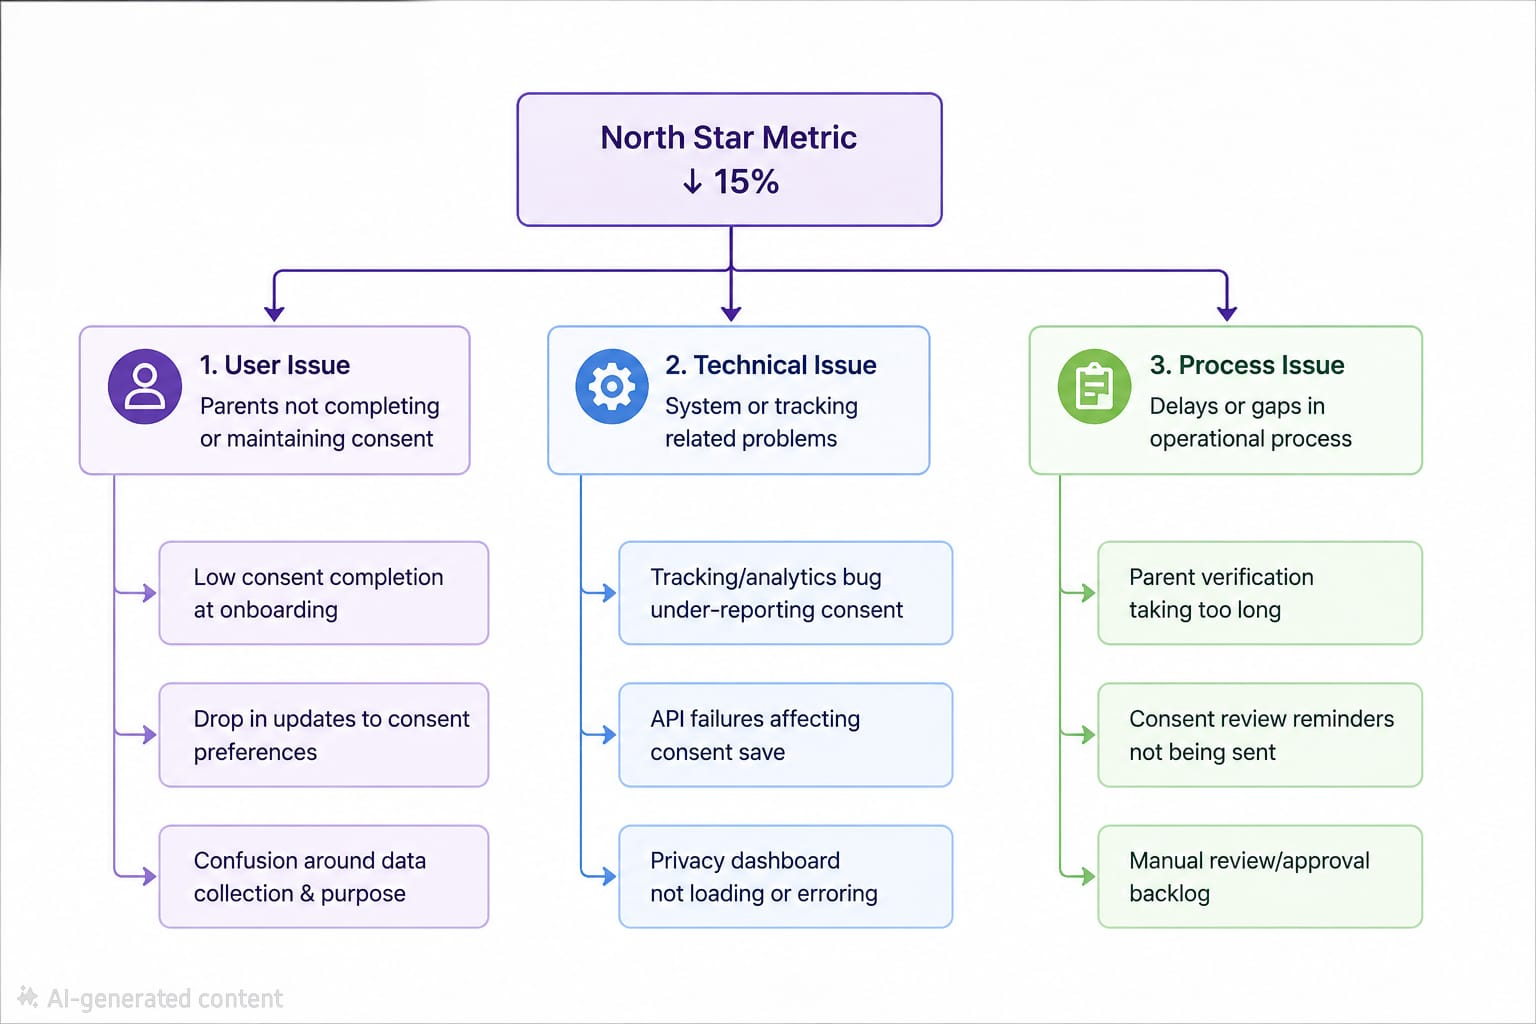 North Star Metric
↓ 15%
1. User Issue
Parents not completing
or maintaining consent
Low consent completion
at onboarding
Drop in updates to consent
preferences
Confusion around data
collection & purpose
2. Technical Issue
System or tracking
related problems
Tracking/analytics bug
under-reporting consent
API failures affecting
consent save
Privacy dashboard
not loading or erroring
3. Process Issue
Delays or gaps in
operational process
Parent verification
taking too long
Consent review reminders
not being sent
Manual review/approval
backlog
AI-generated content